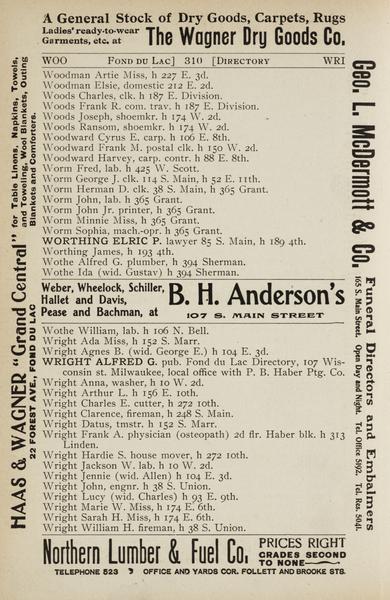 A General Stock of Dry Goods, Carpets, Rugs
Ladies' ready-to-wear
Garments, etc. at
The Wagner Dry Goods Co.
WOO FOND DU LAC] 310 [DIRECTORY WRI
Woodman Artie Miss, h 227 E. 3d.
Woodman Elsie, domestic 212 E. 2d.
Woods Charles, clk. h 187 E. Division.
Woods Frank R. com. trav. h 187 E. Division.
Woods Joseph, shoemkr. h 174 W. 2d.
Woods Ransom, shoemkr. h 174 W. 2d.
Woodward Cyrus E. carp. h 106 E. 8th.
Woodward Frank M. postal clk. h 150 W. 2d.
Woodward Harvey, carp. contr. h 88 E. 8th.
Worm Fred, lab. h 425 W. Scott.
Worm George J. clk. 114 S. Main, h 52 E. 11th.
Worm Herman D. clk. 38 S. Main, h 365 Grant.
Worm John, lab. h 365 Grant.
Worm John Jr. printer, h 365 Grant.
Worm Minnie Miss, h 365 Grant.
Worm Sophia, mach.-opr. h 365 Grant.
WORTHING ELRIC P. lawyer 85 S. Main, h 189 4th.
Worthing James, h 193 4th.
Wothe Alfred G. plumber, h 394 Sherman.
Wothe Ida (wid. Gustav) h 394 Sherman.
Weber, Wheelock, Schiller,
Hallet and Davis,
Pease and Bachman, at
B. H. Anderson's
107 S. MAIN STREET
Wothe William, lab. h 106 N. Bell.
Wright Ada Miss, h 152 S. Marr.
Wright Agnes B. (wid. George E.) h 104 E. 3d.
WRIGHT ALFRED G. pub. Fond du Lac Directory, 107 Wis-
consin st. Milwaukee, local office with P. B. Haber Ptg. Co.
Wright Anna, washer, h 10 W. 2d.
Wright Arthur L. h 156 E. 10th.
Wright Charles E. cutter, h 272 10th.
Wright Clarence, fireman, h 248 S. Main.
Wright Datus, tmstr. h 152 S. Marr.
Wright Frank A. physician (osteopath) 2d flr. Haber blk. h 313
Linden.
Wright Hardie S. house mover, h 272 10th.
Wright Jackson W. lab. h 10 W. 2d.
Wright Jennie (wid. Allen) h 104 E. 3d.
Wright John, engnr. h 38 S. Union.
Wright Lucy (wid. Charles) h 93 E. 9th.
Wright Marie W. Miss, h 174 E. 6th.
Wright Sarah H. Miss, h 174 E. 6th.
Wright William H. fireman, h 38 S. Union.
Northern Lumber & Fuel Co.
PRICES RIGHT
GRADES SECOND
TO NONE
TELEPHONE 523 OFFICE AND YARDS COR. FOLLETT AND BROOKE STS.
HAAS & WAGNER "Grand Central"
22 FOREST AVE., FOND DU LAC
for Table Linens, Napkins, Towels,
and Toweling, Wool Blankets, Outing
Blankets and Comforters.
Geo. L. McDermott & Co.
Funeral Directors and Embalmers
165 S. Main Street. Open Day and Night. Tel. Office 5092. Tel. Res. 5041.